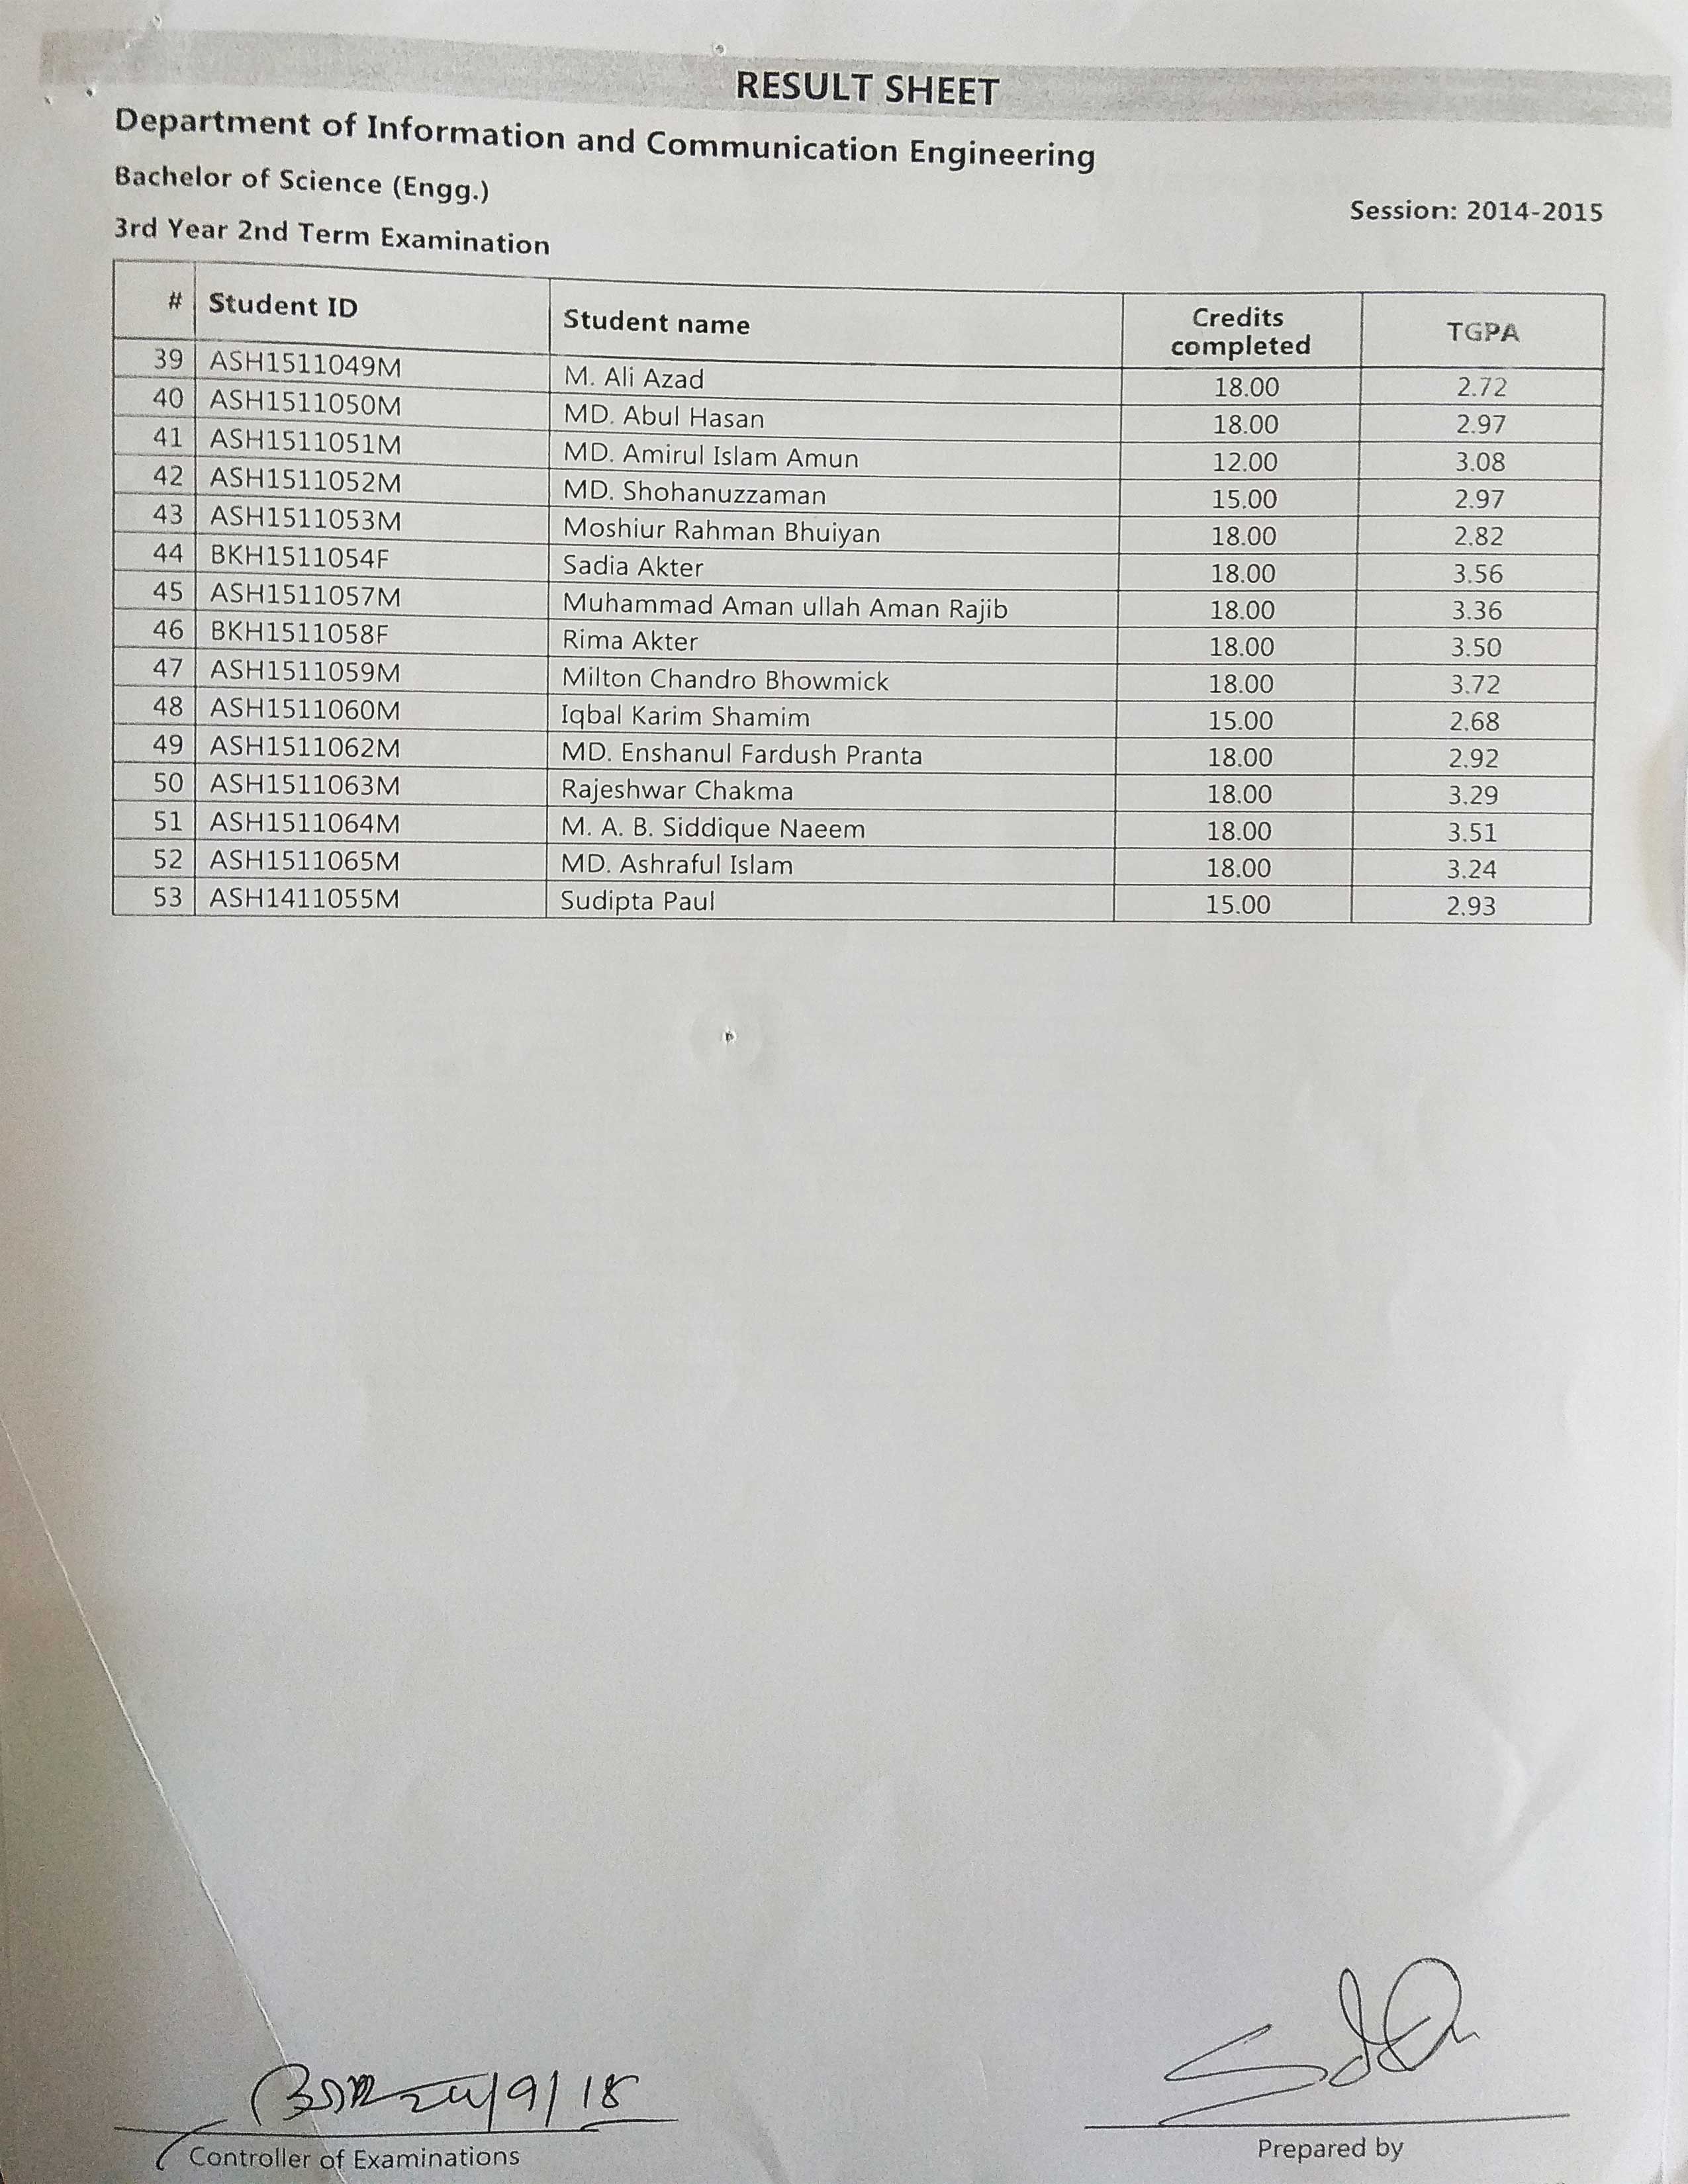 RESULT SHEET
Department of Information and Communication Engineering
Bachelor of Science (Engg.)
Session: 2014-2015
3rd Year 2nd Term Examination
# Student ID Student name Credits completed TGPA
39 ASH1511049M M. Ali Azad 18.00 2.72
40 ASH1511050M MD. Abul Hasan 18.00 2.97
41 ASH1511051M MD. Amirul Islam Amun 12.00 3.08
42 ASH1511052M MD. Shohanuzzaman 15.00 2.97
43 ASH1511053M Moshiur Rahman Bhuiyan 18.00 2.82
44 BKH1511054F Sadia Akter 18.00 3.56
45 ASH1511057M Muhammad Aman ullah Aman Rajib 18.00 3.36
46 BKH1511058F Rima Akter 18.00 3.50
47 ASH1511059M Milton Chandro Bhowmick 18.00 3.72
48 ASH1511060M Iqbal Karim Shamim 15.00 2.68
49 ASH1511062M MD. Enshanul Fardush Pranta 18.00 2.92
50 ASH1511063M Rajeshwar Chakma 18.00 3.29
51 ASH1511064M M. A. B. Siddique Naeem 18.00 3.51
52 ASH1511065M MD. Ashraful Islam 18.00 3.24
53 ASH1411055M Sudipta Paul 15.00 2.93
Controller of Examinations
Prepared by